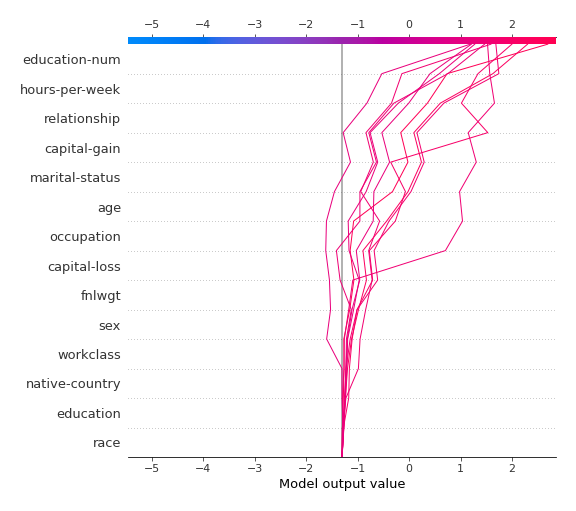 −5 −4 −3 −2 −1 0 1 2
education-num
hours-per-week
relationship
capital-gain
marital-status
age
occupation
capital-loss
fnlwgt
sex
workclass
native-country
education
race
−5 −4 −3 −2 −1 0 1 2
Model output value